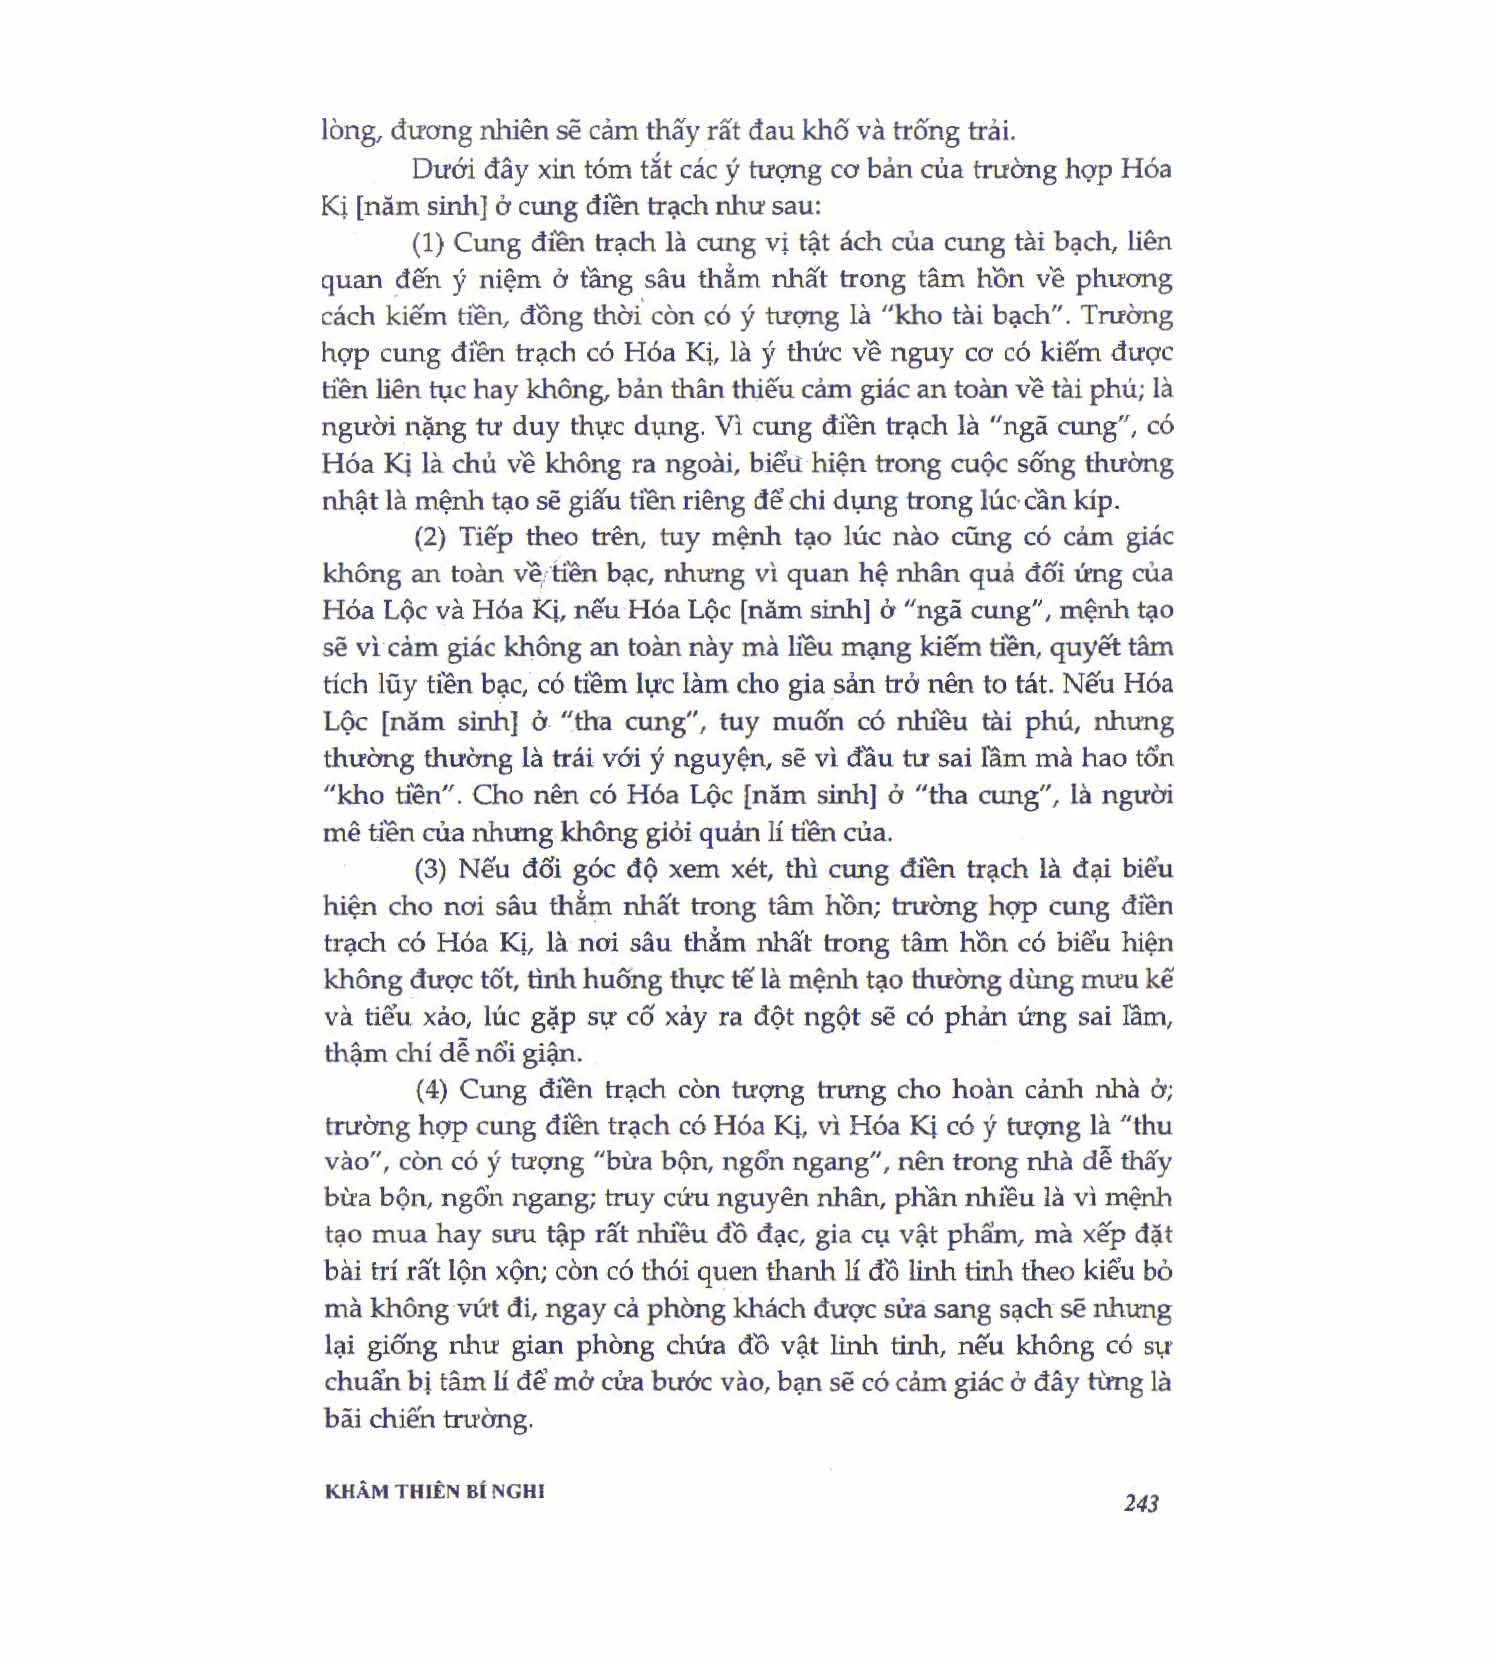 lòng, đương nhiên sẽ cảm thấy rất đau khổ và trống trải.
Dưới đây xin tóm tắt các ý tượng cơ bản của trường hợp Hóa
Kị [năm sinh] ở cung điền trạch như sau:
(1) Cung điền trạch là cung vị tật ách của cung tài bạch, liên
quan đến ý niệm ở tầng sâu thẳm nhất trong tâm hồn về phương
cách kiếm tiền, đồng thời còn có ý tượng là "kho tài bạch". Trường
hợp cung điền trạch có Hóa Kị, là ý thức về nguy cơ có kiếm được
tiền liên tục hay không, bản thân thiếu cảm giác an toàn về tài phú; là
người nặng tư duy thực dụng. Vì cung điền trạch là "ngã cung", có
Hóa Kị là chủ về không ra ngoài, biểu hiện trong cuộc sống thường
nhật là mệnh tạo sẽ giấu tiền riêng để chi dụng trong lúc cần kíp.
(2) Tiếp theo trên, tuy mệnh tạo lúc nào cũng có cảm giác
không an toàn về tiền bạc, nhưng vì quan hệ nhân quả đối ứng của
Hóa Lộc và Hóa Kị, nếu Hóa Lộc [năm sinh] ở "ngã cung", mệnh tạo
sẽ vì cảm giác không an toàn này mà liều mạng kiếm tiền, quyết tâm
tích lũy tiền bạc, có tiềm lực làm cho gia sản trở nên to tát. Nếu Hóa
Lộc [năm sinh] ở "tha cung", tuy muốn có nhiều tài phú, nhưng
thường thường là trái với ý nguyện, sẽ vì đầu tư sai lầm mà hao tổn
"kho tiền". Cho nên có Hóa Lộc [năm sinh] ở "tha cung", là người
mê tiền của nhưng không giỏi quản lí tiền của.
(3) Nếu đổi góc độ xem xét, thì cung điền trạch là đại biểu
hiện cho nơi sâu thẳm nhất trong tâm hồn; trường hợp cung điền
trạch có Hóa Kị, là nơi sâu thẳm nhất trong tâm hồn có biểu hiện
không được tốt, tình huống thực tế là mệnh tạo thường dùng mưu kế
và tiểu xảo, lúc gặp sự cố xảy ra đột ngột sẽ có phản ứng sai lầm,
thậm chí dễ nổi giận.
(4) Cung điền trạch còn tượng trưng cho hoàn cảnh nhà ở;
trường hợp cung điền trạch có Hóa Kị, vì Hóa Kị có ý tượng là "thu
vào", còn có ý tượng "bừa bộn, ngổn ngang", nên trong nhà dễ thấy
bừa bộn, ngổn ngang; truy cứu nguyên nhân, phần nhiều là vì mệnh
tạo mua hay sưu tập rất nhiều đồ đạc, gia cụ vật phẩm, mà xếp đặt
bài trí rất lộn xộn; còn có thói quen thanh lí đồ linh tinh theo kiểu bỏ
mà không vứt đi, ngay cả phòng khách được sửa sang sạch sẽ nhưng
lại giống như gian phòng chứa đồ vật linh tinh, nếu không có sự
chuẩn bị tâm lí để mở cửa bước vào, bạn sẽ có cảm giác ở đây từng là
bãi chiến trường.
KHÂM THIÊN BÍ NGHI
243